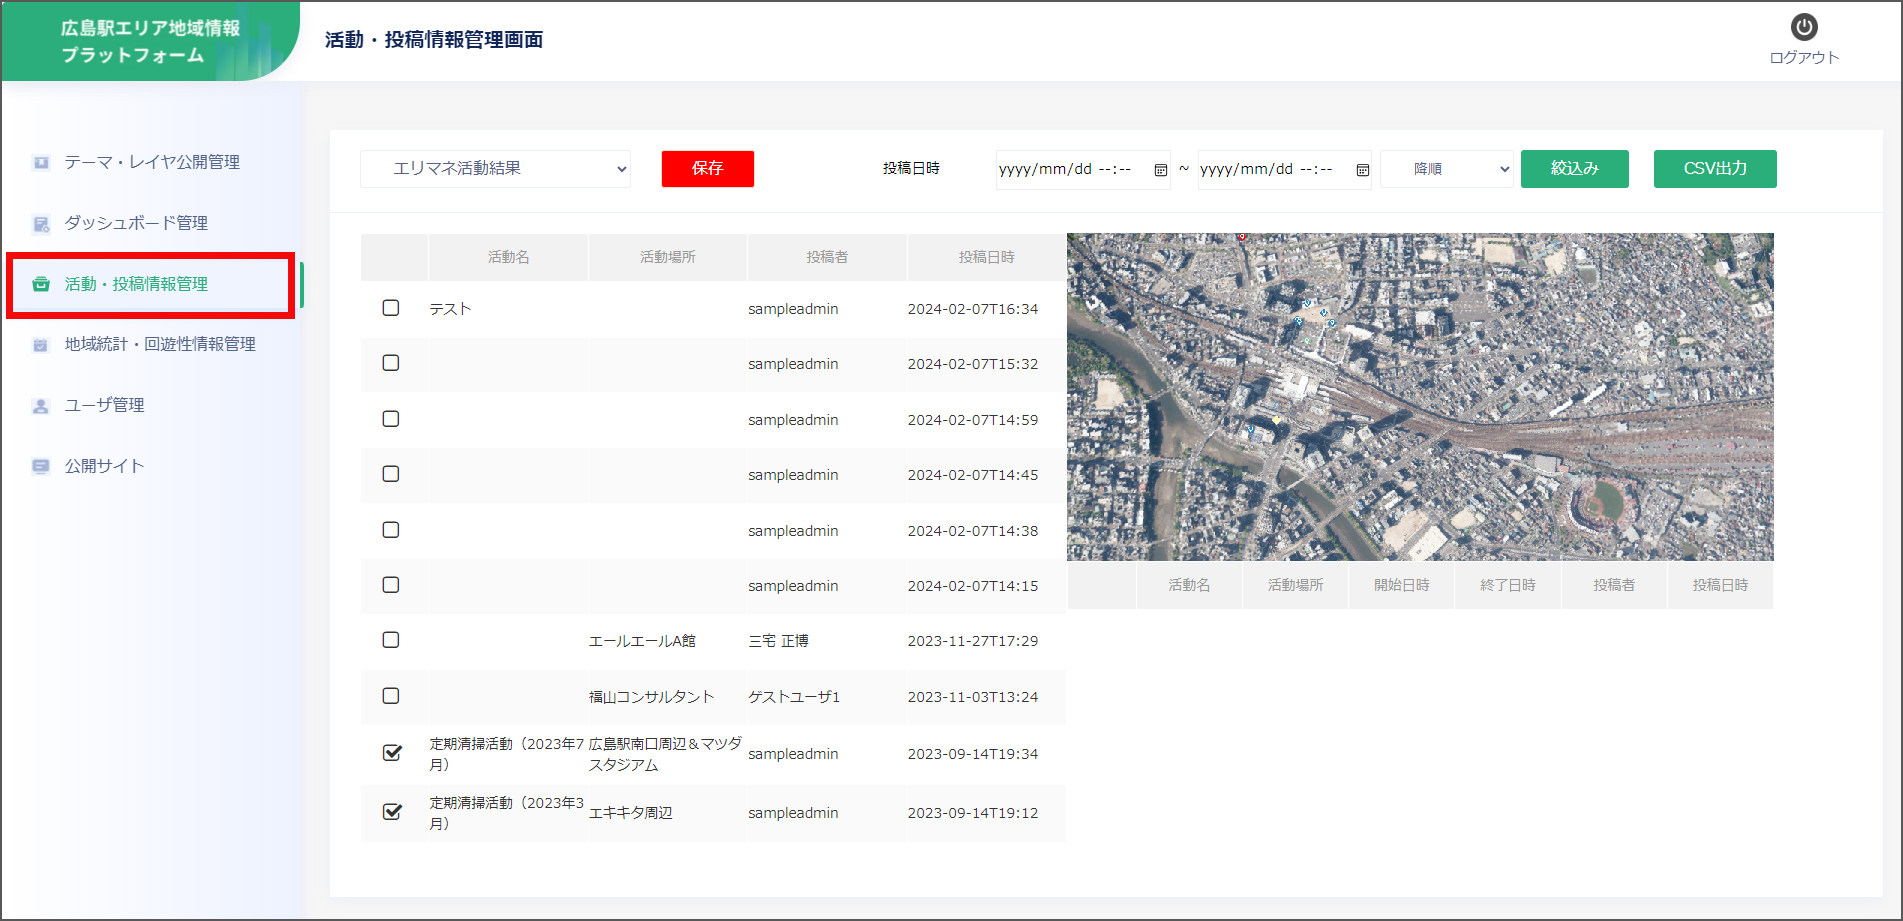 広島駅エリア地域情報
プラットフォーム
活動・投稿情報管理画面
ログアウト
テーマ・レイヤ公開管理
ダッシュボード管理
活動・投稿情報管理
地域統計・回遊性情報管理
ユーザ管理
公開サイト
エリマネ活動結果 保存 投稿日時 yyyy/mm/dd --:-- ~ yyyy/mm/dd --:-- 降順 絞込み CSV出力
活動名 活動場所 投稿者 投稿日時
テスト sampleadmin 2024-02-07T16:34
sampleadmin 2024-02-07T15:32
sampleadmin 2024-02-07T14:59
sampleadmin 2024-02-07T14:45
sampleadmin 2024-02-07T14:38
sampleadmin 2024-02-07T14:15
エールエールA館 三宅 正博 2023-11-27T17:29
福山コンサルタント ゲストユーザ1 2023-11-03T13:24
定期清掃活動（2023年7
月）
広島駅南口周辺＆マツダ
スタジアム
sampleadmin 2023-09-14T19:34
定期清掃活動（2023年3
月）
エキキタ周辺 sampleadmin 2023-09-14T19:12
活動名 活動場所 開始日時 終了日時 投稿者 投稿日時